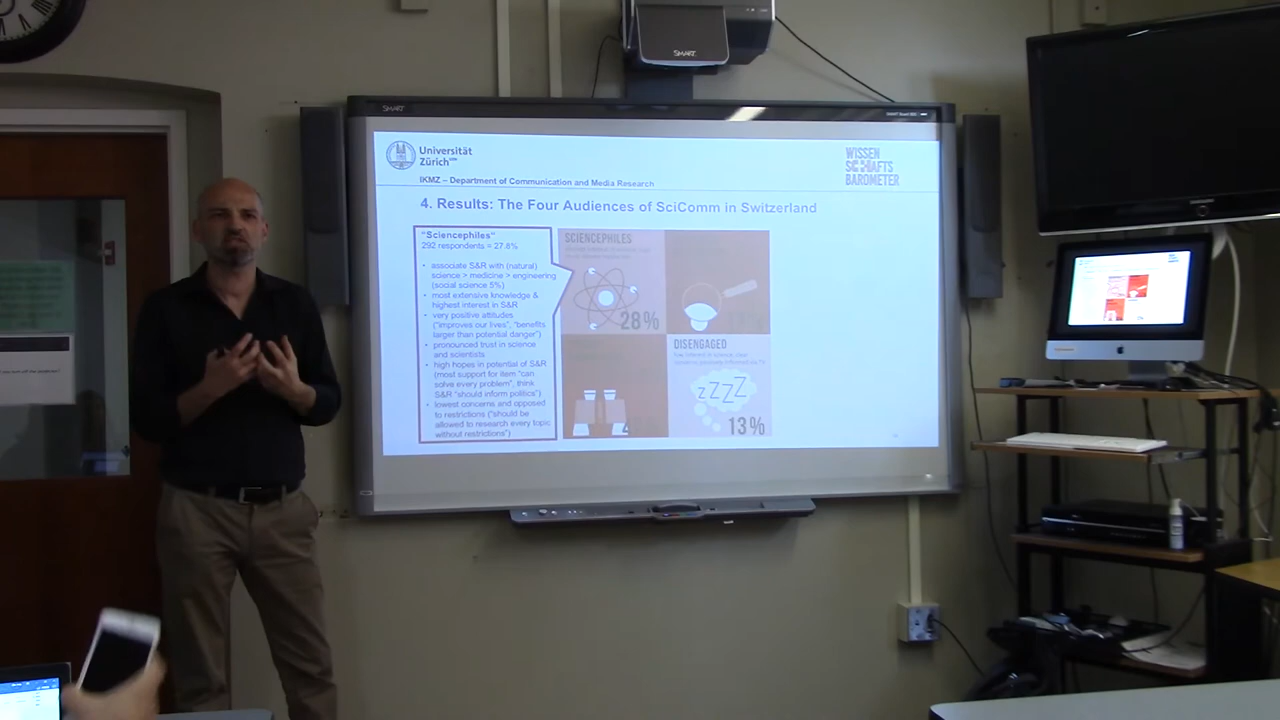 SMART
SMART
Universität
Zürich
IKMZ – Department of Communication and Media Research
WISSEN
SCHAFTS
BAROMETER
4. Results: The Four Audiences of SciComm in Switzerland
"Sciencephiles"
292 respondents = 27.8%
• associate S&R with (natural)
science > medicine > engineering
(social science 5%)
• most extensive knowledge &
highest interest in S&R
• very positive attitudes
("improves our lives", "benefits
larger than potential danger")
• pronounced trust in science
and scientists
• high hopes in potential of S&R
(most support for item "can
solve every problem", think
S&R "should inform politics")
• lowest concerns and opposed
to restrictions ("should be
allowed to research every topic
without restrictions")
SCIENCEPHILES
28%
DISENGAGED
ZZZZ
13%